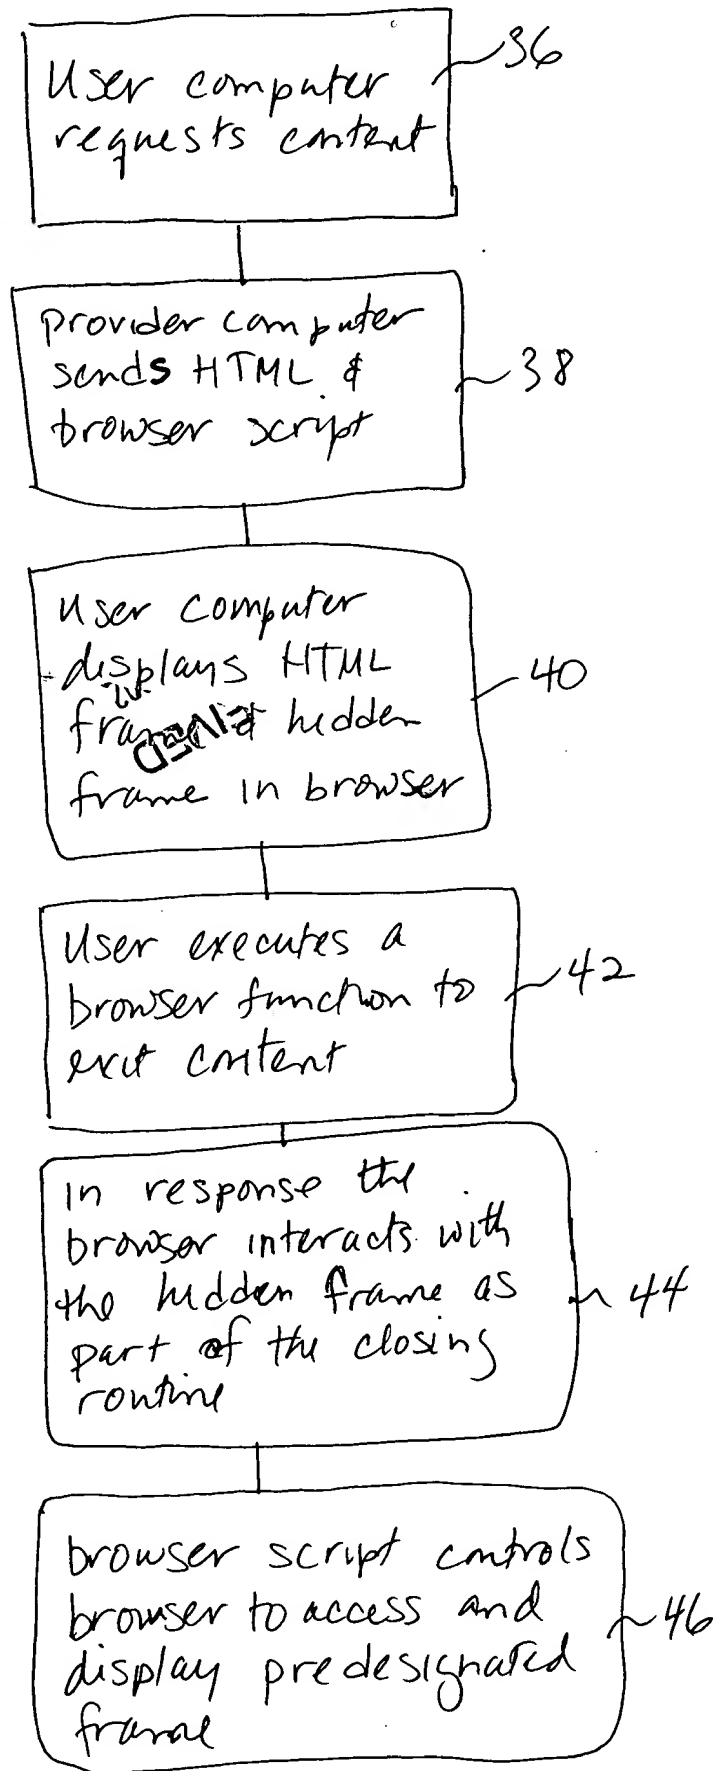 User computer
requests content
36
provider computer
sends HTML &
browser script
38
User computer
displays HTML
hidden
frame in browser
40
User executes a
browser function to
exit content
42
in response the
browser interacts with
the hidden frame as
part of the closing
routine
44
browser script controls
browser to access and
display predesignated
frame
46